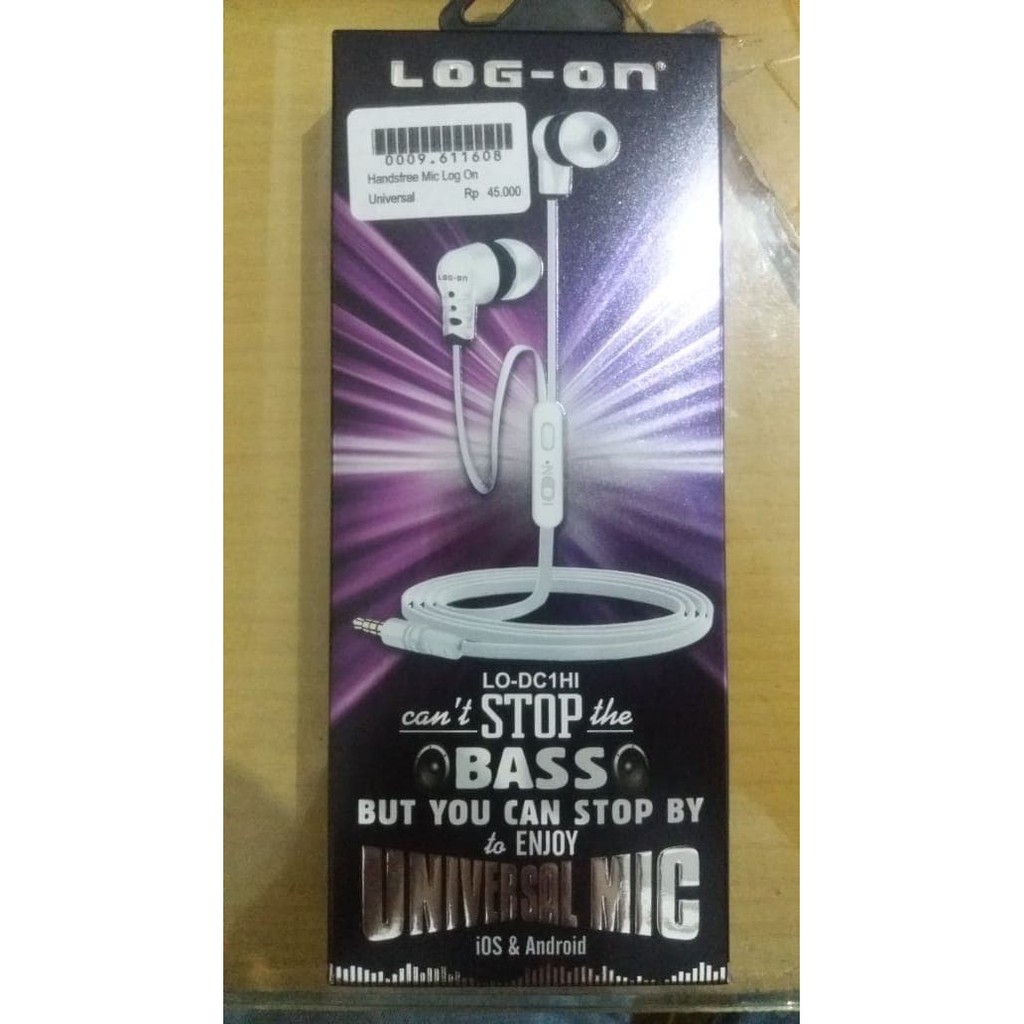 LOG-ON®
0009.611608
Handsfree Mic Log On
Universal Rp 45.000
LOG-ON
LO-DC1HI
can't STOP the
BASS
BUT YOU CAN STOP BY
to ENJOY
UNIVERSAL MIC
iOS & Android